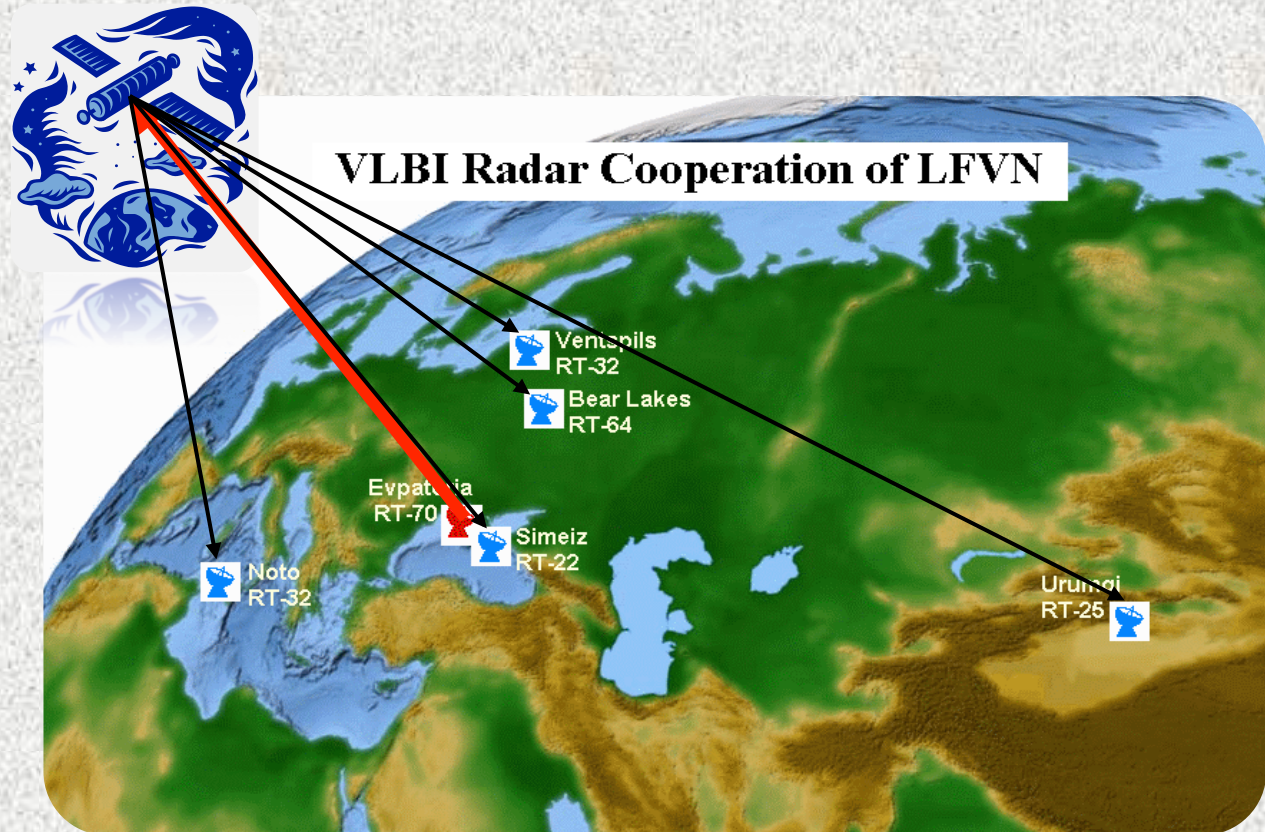 VLBI Radar Cooperation of LFVN
Ventspils
RT-32
Bear Lakes
RT-64
Evpatoria
RT-70
Simeiz
RT-22
Noto
RT-32
Urumqi
RT-25